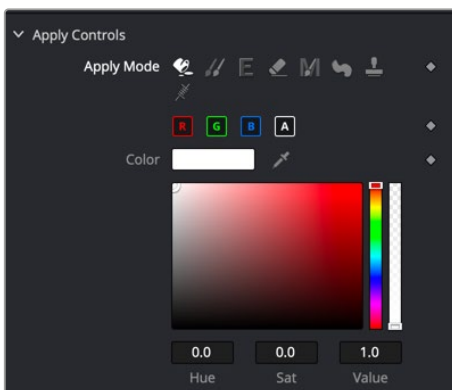 Apply Controls
Apply Mode E M
R G B A
Color
0.0 0.0 1.0
Hue Sat Value